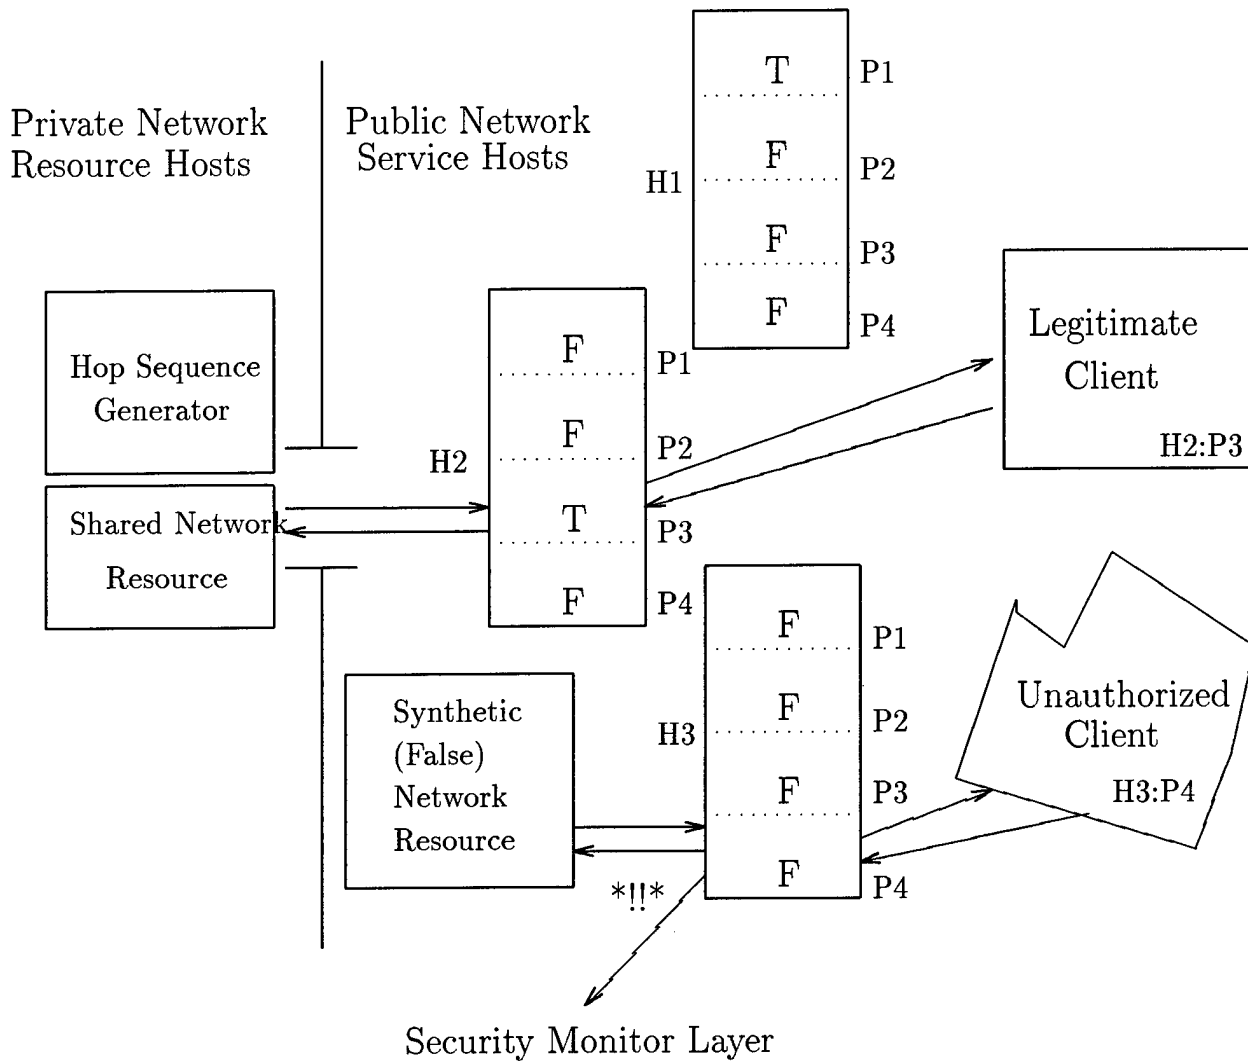 Private Network
Resource Hosts
Public Network
Service Hosts
H1
T
P1
F
P2
F
P3
F
P4
Hop Sequence
Generator
Shared Network
Resource
H2
F
P1
F
P2
T
P3
F
P4
Legitimate
Client
H2:P3
Synthetic
(False)
Network
Resource
H3
F
P1
F
P2
F
P3
F
P4
Unauthorized
Client
H3:P4
*!!*
Security Monitor Layer